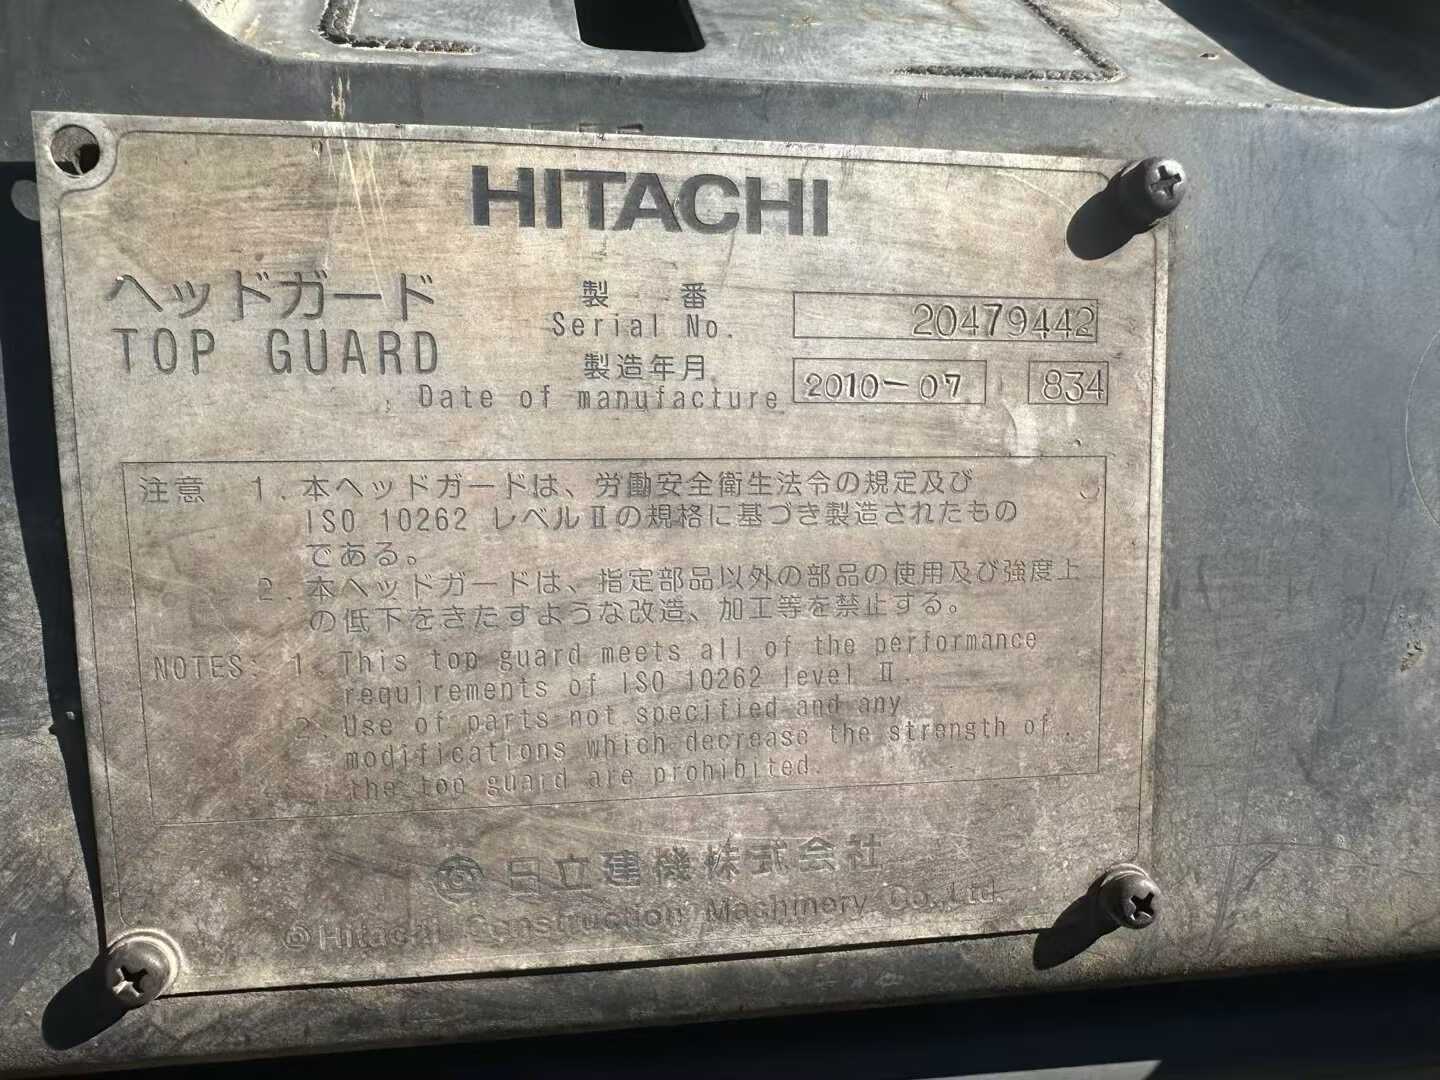 HITACHI
ヘッドガード
TOP GUARD
製 番
Serial No.
20479442
製造年月
Date of manufacture
2010-07
834
注意 1. 本ヘッドガードは、労働安全衛生法令の規定及び
ISO 10262 レベルⅡの規格に基づき製造されたもの
である。
2. 本ヘッドガードは、指定部品以外の部品の使用及び強度上
の低下をきたすような改造、加工等を禁止する。
NOTES: 1. This top guard meets all of the performance
requirements of ISO 10262 level Ⅱ.
2. Use of parts not specified and any
modifications which decrease the strength of
the top guard are prohibited.
日立建機株式会社
© Hitachi Construction Machinery Co., Ltd.